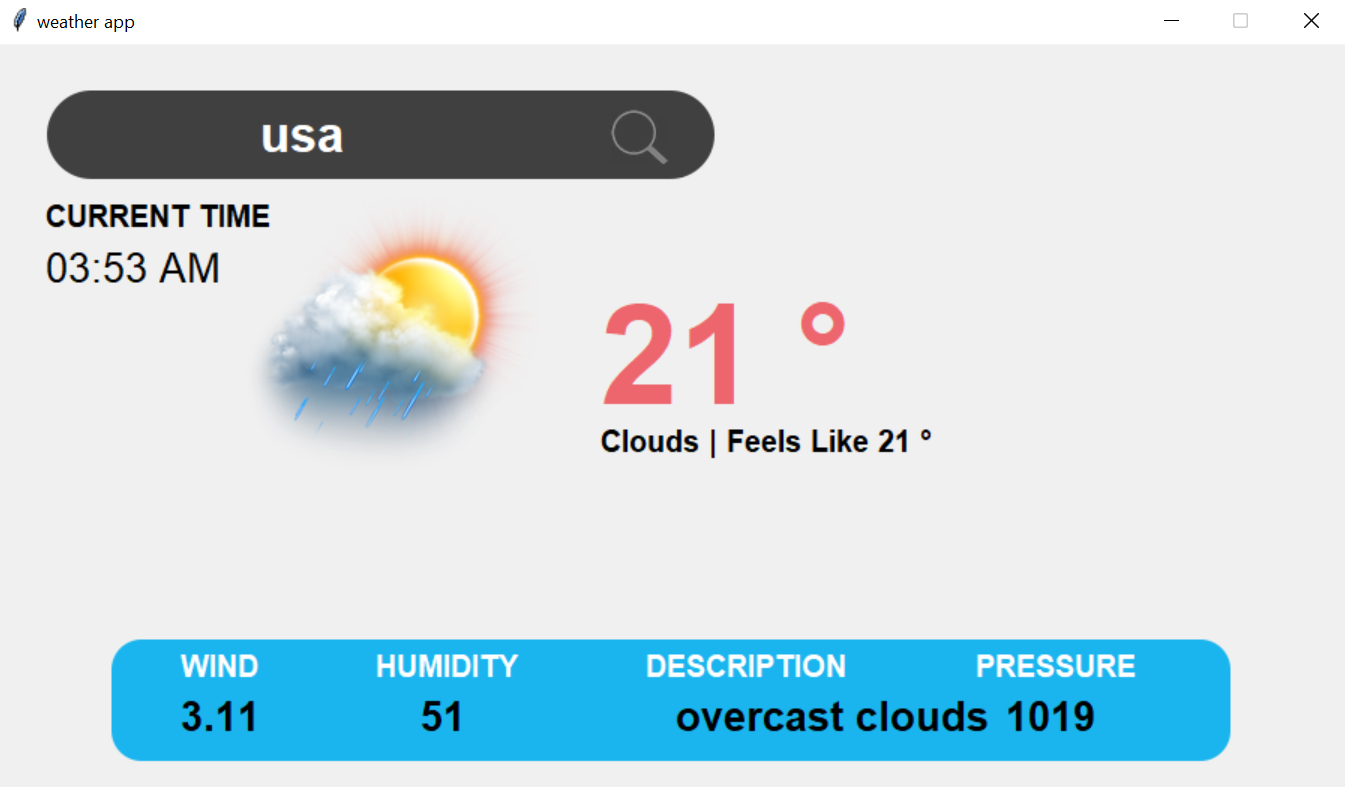 weather app
usa
CURRENT TIME
03:53 AM
21 °
Clouds | Feels Like 21 °
WIND HUMIDITY DESCRIPTION PRESSURE
3.11 51 overcast clouds 1019